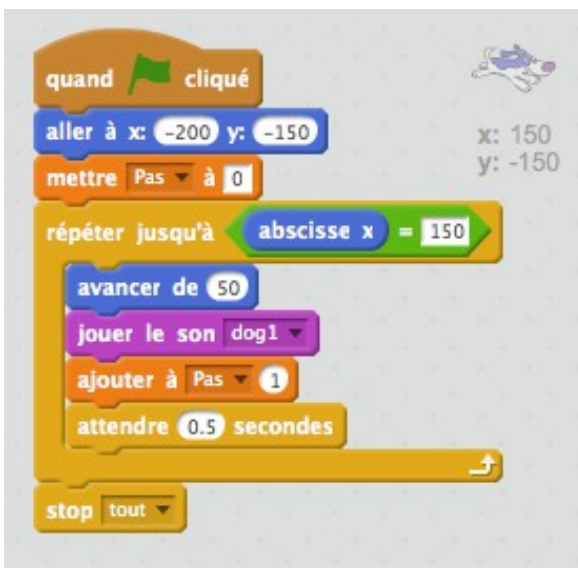 quand cliqué
aller à x: -200 y: -150
mettre Pas à 0
répéter jusqu'à abscisse x = 150
avancer de 50
jouer le son dog1
ajouter à Pas 1
attendre 0.5 secondes
stop tout
x: 150
y: -150